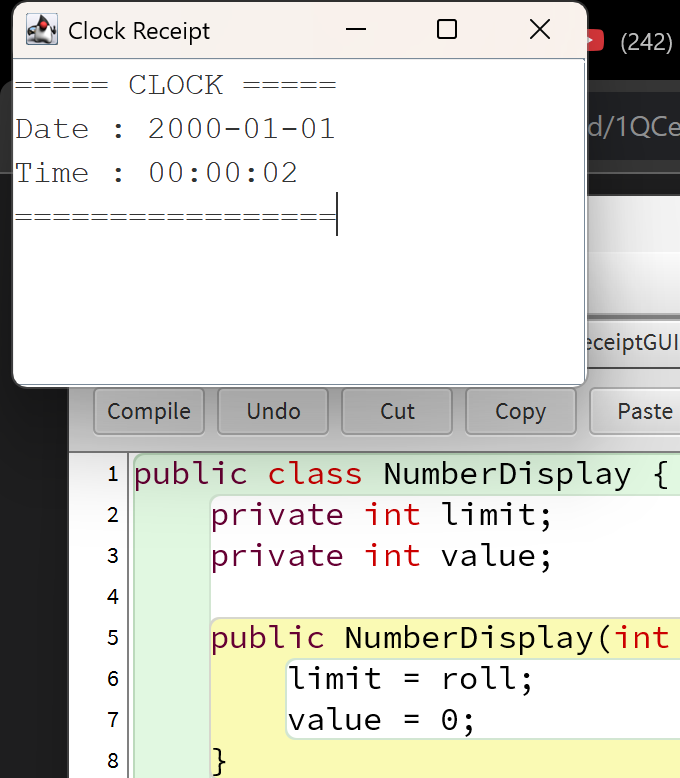 Clock Receipt
(242)
===== CLOCK =====
Date : 2000-01-01
Time : 00:00:02
=================
d/1QCe
eceiptGUI
Compile Undo Cut Copy Paste
1 public class NumberDisplay {
2 private int limit;
3 private int value;
4
5 public NumberDisplay(int
6 limit = roll;
7 value = 0;
8 }